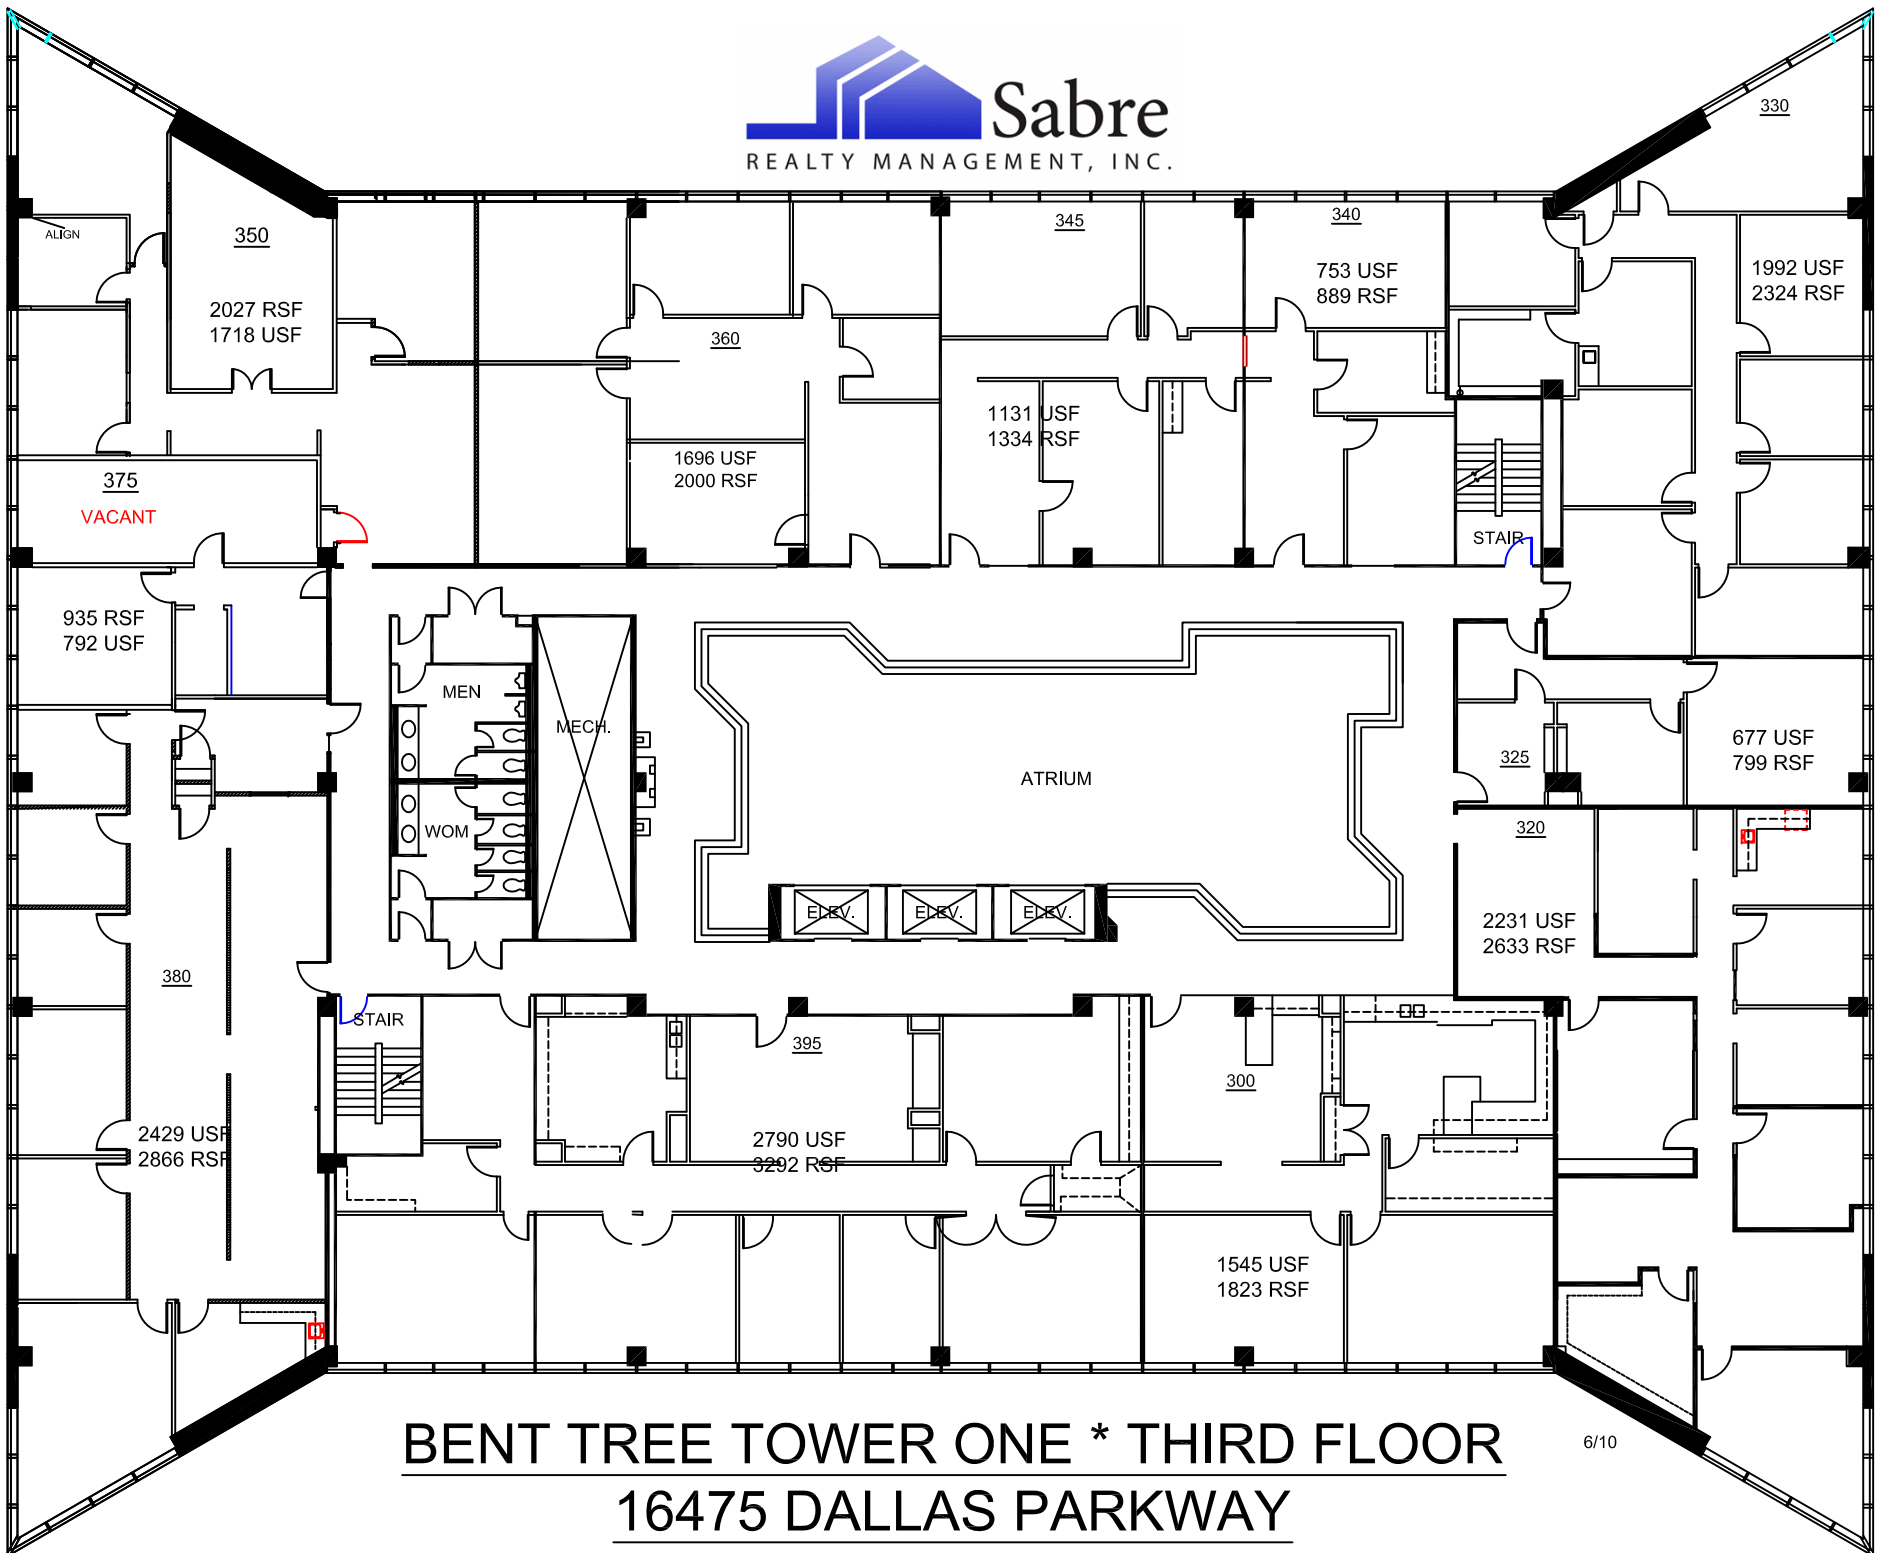 Sabre
REALTY MANAGEMENT, INC.
330
ALIGN
350
345
340
753 USF
889 RSF
1992 USF
2324 RSF
2027 RSF
1718 USF
360
1131 USF
1334 RSF
1696 USF
2000 RSF
375
VACANT
STAIR
935 RSF
792 USF
MEN
MECH.
ATRIUM
325
677 USF
799 RSF
WOM
320
ELEV.
ELEV.
ELEV.
2231 USF
2633 RSF
380
STAIR
395
300
2429 USF
2866 RSF
2790 USF
3292 RSF
1545 USF
1823 RSF
BENT TREE TOWER ONE * THIRD FLOOR
6/10
16475 DALLAS PARKWAY